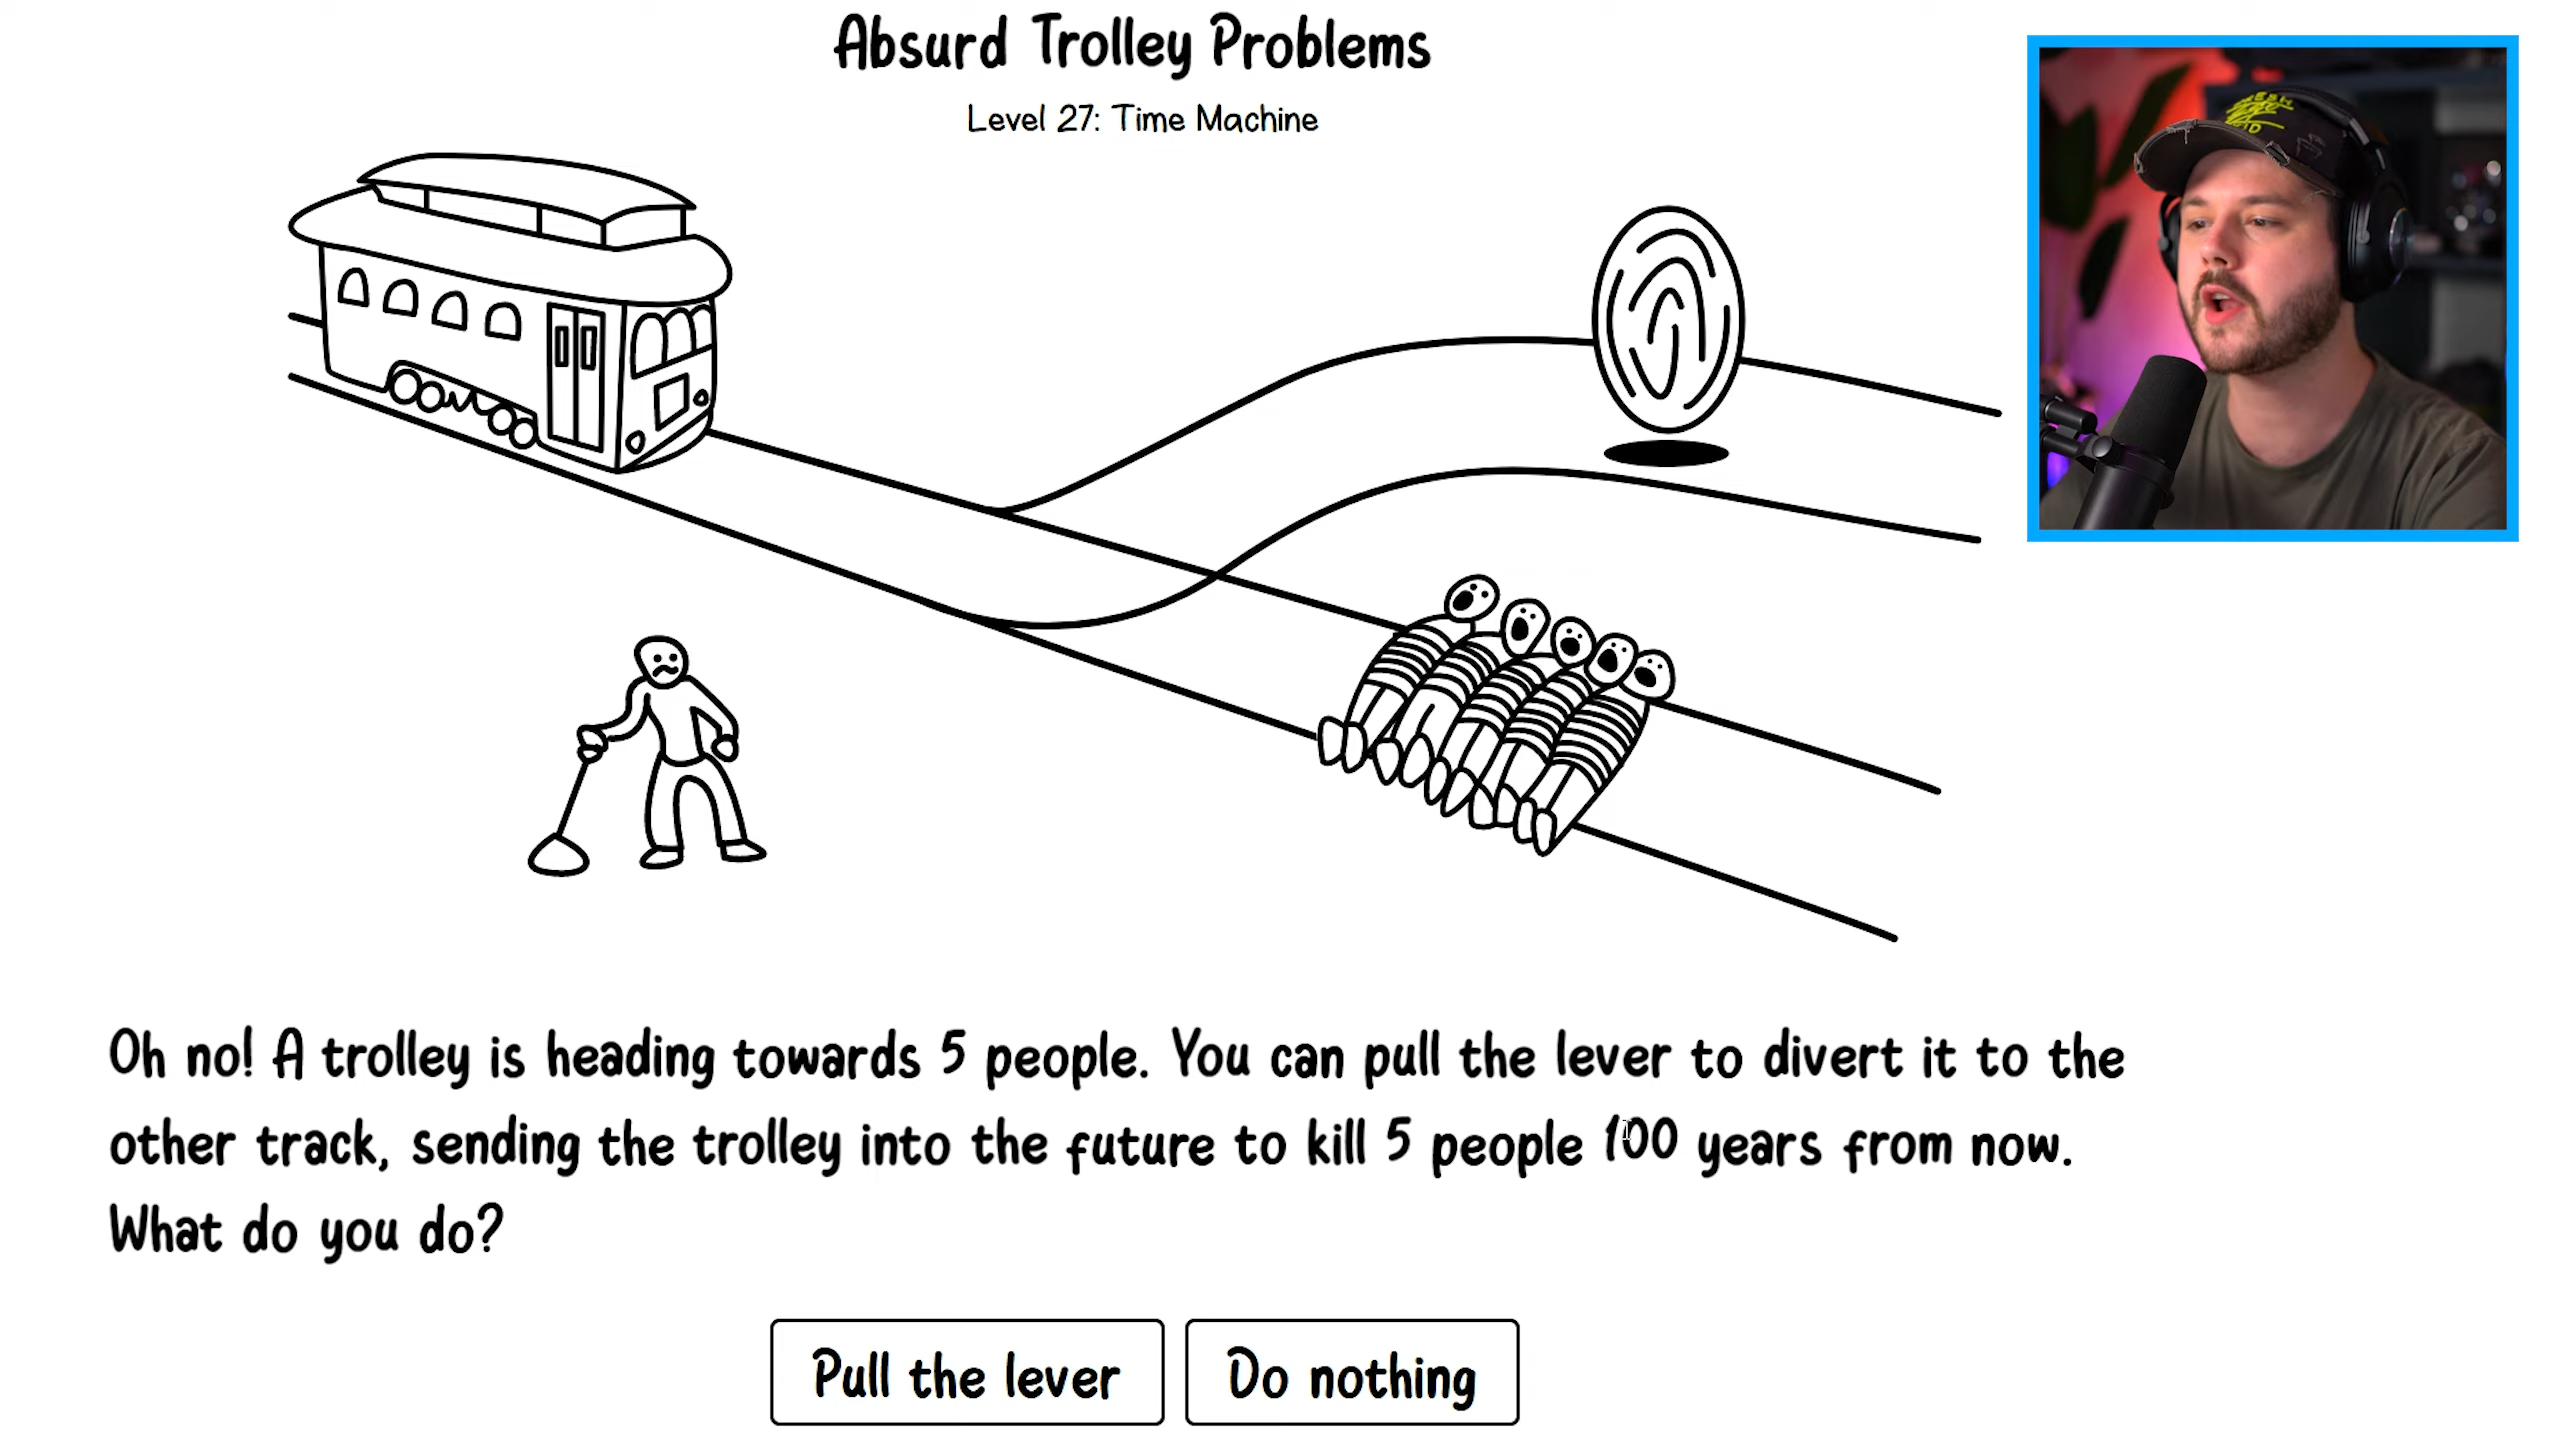 Absurd Trolley Problems
Level 27: Time Machine
Oh no! A trolley is heading towards 5 people. You can pull the lever to divert it to the
other track, sending the trolley into the future to kill 5 people 100 years from now.
What do you do?
Pull the lever
Do nothing